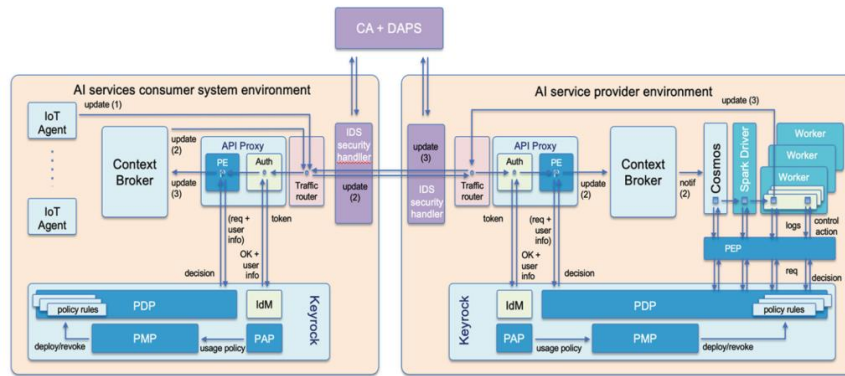 CA + DAPS
AI services consumer system environment
IoT
Agent
update (1)
Context
Broker
update
(2)
update
(3)
API Proxy
PE
P
Auth
Traffic
router
IDS
security
handler
update
(2)
IoT
Agent
(req +
user
info)
token
OK +
user
info
decision
PDP
policy rules
IdM
Keyrock
PMP
PAP
usage policy
deploy/revoke
AI service provider environment
update (3)
update
(3)
IDS
security
handler
Traffic
router
API Proxy
Auth
PE
P
update
(2)
Context
Broker
notif
(2)
Cosmos
Spark Driver
Worker
Worker
Worker
logs
control
action
PEP
token
(req +
user
info)
OK +
user
info
decision
req
decision
Keyrock
IdM
PDP
policy rules
PAP
usage policy
PMP
deploy/revoke